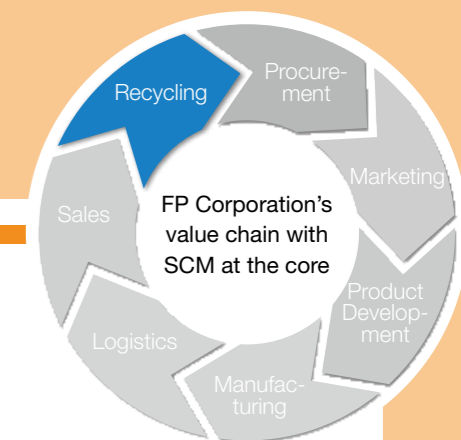 Recycling
Procure-
ment
Marketing
Product
Develop-
ment
Manufac-
turing
Logistics
Sales
FP Corporation's
value chain with
SCM at the core